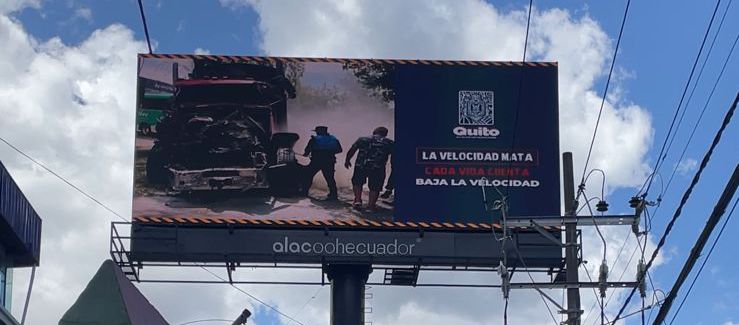 Quito
LA VELOCIDAD MATA
CADA VIDA CUENTA
BAJA LA VELOCIDAD
alacoohecuador